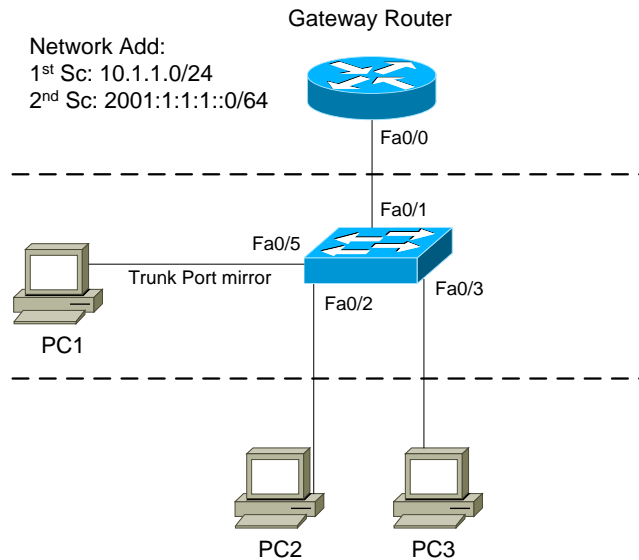 Gateway Router
Network Add:
1st Sc: 10.1.1.0/24
2nd Sc: 2001:1:1:1::0/64
Fa0/0
Fa0/1
Fa0/5
Trunk Port mirror
Fa0/3
Fa0/2
PC1
PC2
PC3